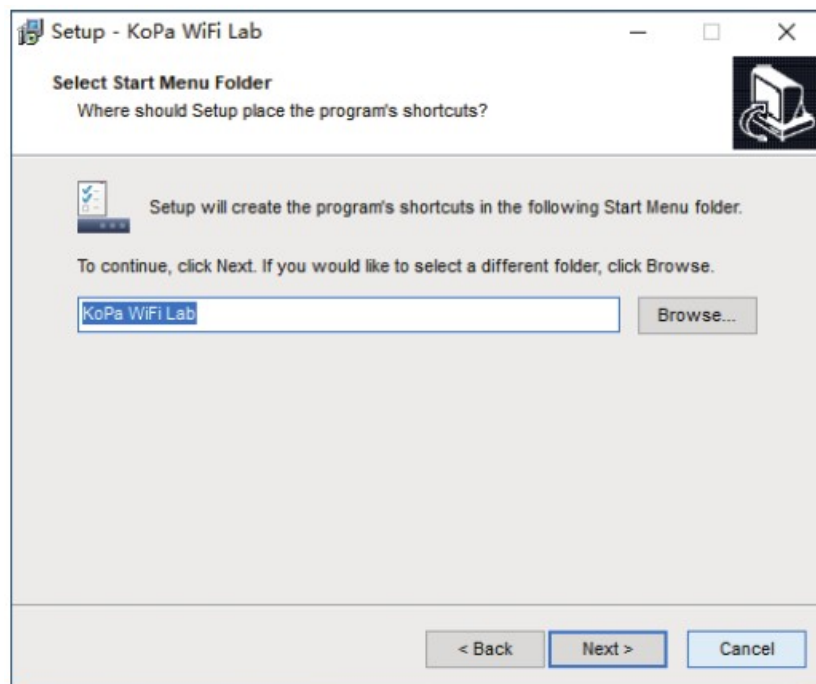 Setup - KoPa WiFi Lab
Select Start Menu Folder
Where should Setup place the program's shortcuts?
Setup will create the program's shortcuts in the following Start Menu folder.
To continue, click Next. If you would like to select a different folder, click Browse.
KoPa WiFi Lab
Browse...
< Back
Next >
Cancel